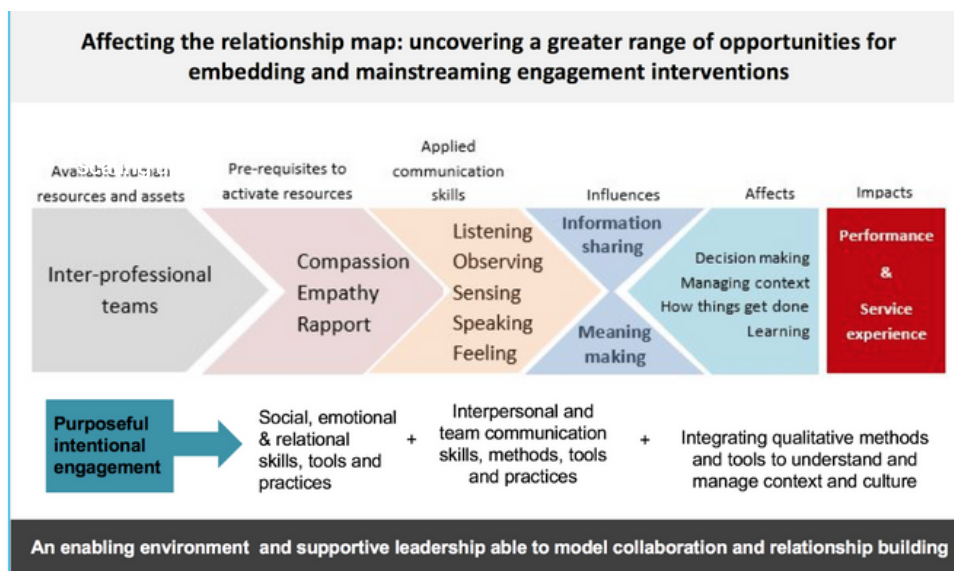 Affecting the relationship map: uncovering a greater range of opportunities for
embedding and mainstreaming engagement interventions
resources and assets
Pre-requisites to
activate resources
Applied
communication
skills
Influences
Affects
Impacts
Inter-professional
teams
Compassion
Empathy
Rapport
Listening
Observing
Sensing
Speaking
Feeling
Information
sharing
Meaning
making
Decision making
Managing context
How things get done
Learning
Performance
&
Service
experience
Purposeful
intentional
engagement
Social, emotional
& relational
skills, tools and
practices
+
Interpersonal and
team communication
skills, methods, tools
and practices
+
Integrating qualitative methods
and tools to understand and
manage context and culture
An enabling environment and supportive leadership able to model collaboration and relationship building